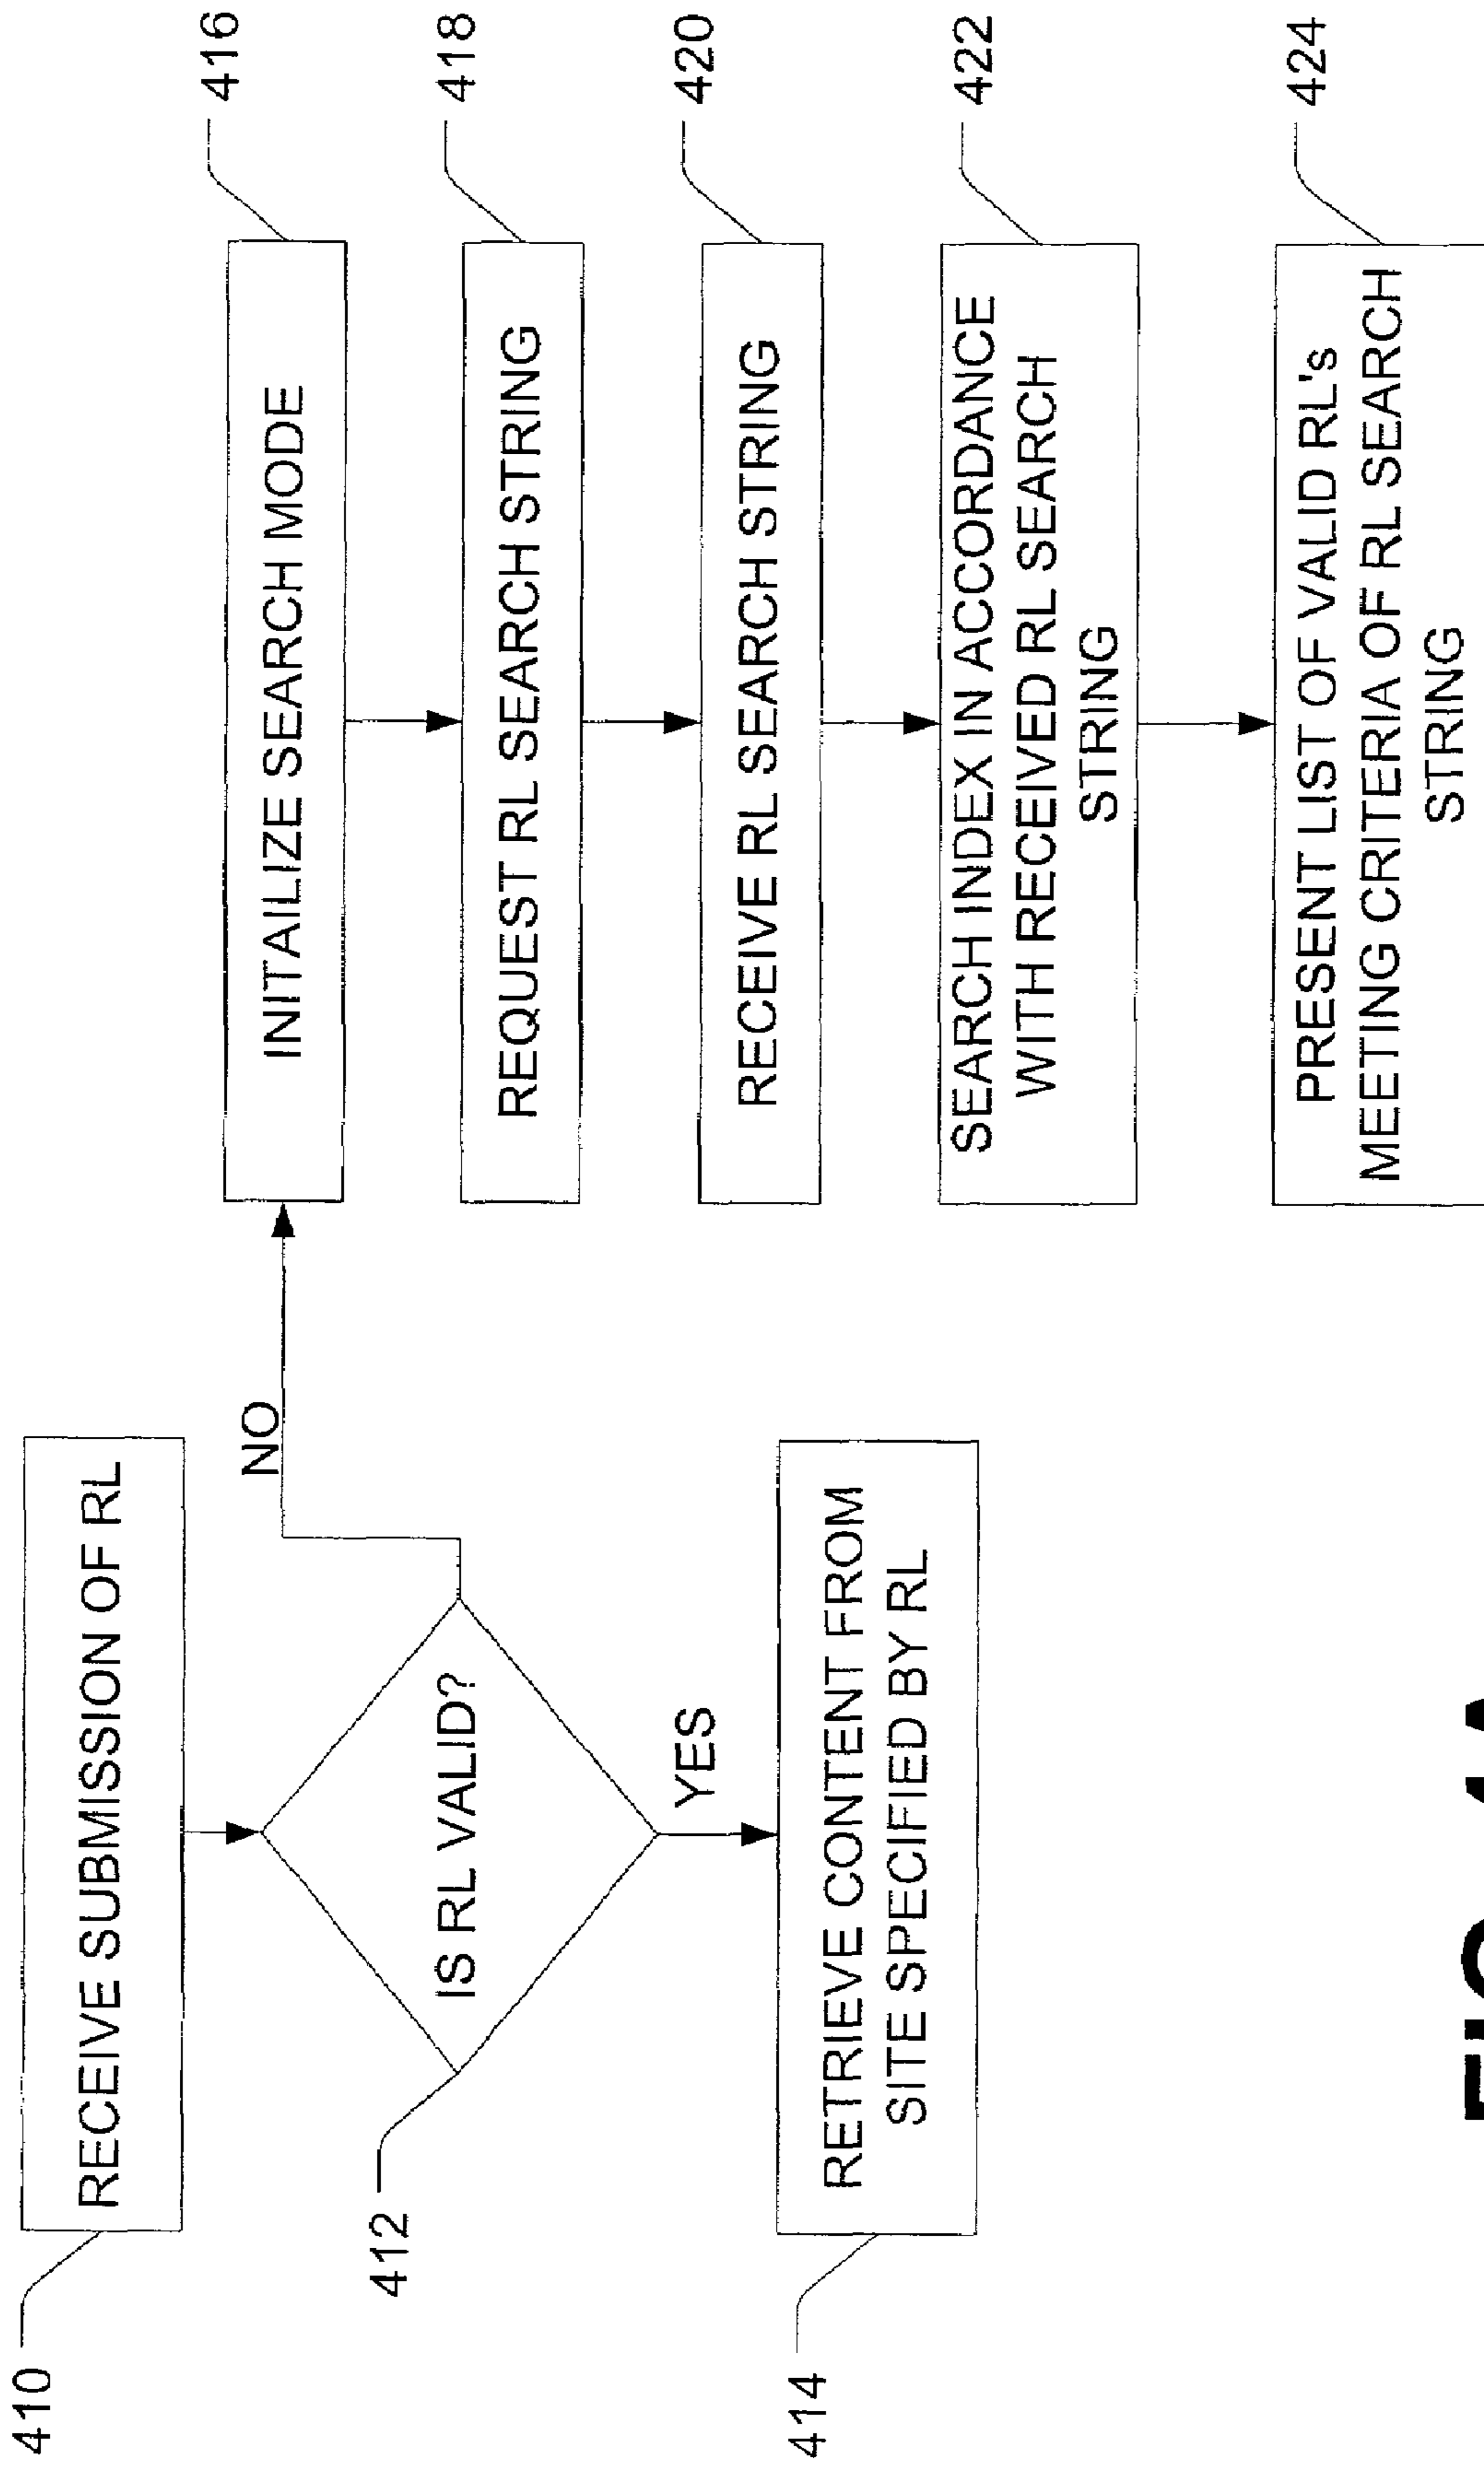 410
RECEIVE SUBMISSION OF RL
412
IS RL VALID?
NO
YES
414
RETRIEVE CONTENT FROM
SITE SPECIFIED BY RL
416
INITAILIZE SEARCH MODE
418
REQUEST RL SEARCH STRING
420
RECEIVE RL SEARCH STRING
422
SEARCH INDEX IN ACCORDANCE
WITH RECEIVED RL SEARCH
STRING
424
PRESENT LIST OF VALID RL's
MEETING CRITERIA OF RL SEARCH
STRING